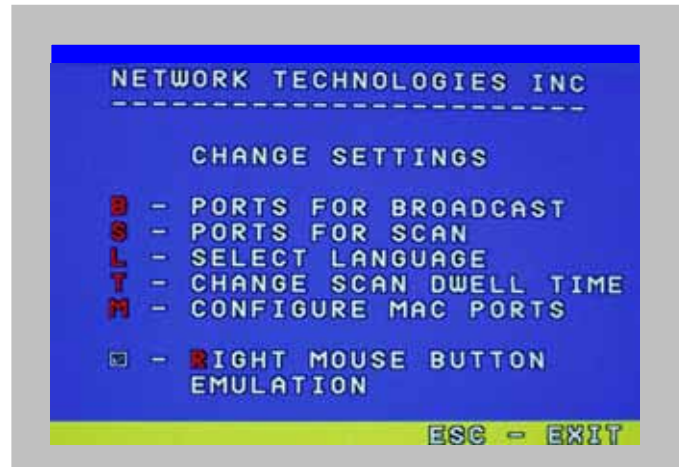 NETWORK TECHNOLOGIES INC
--------------------------
CHANGE SETTINGS
B - PORTS FOR BROADCAST
S - PORTS FOR SCAN
L - SELECT LANGUAGE
T - CHANGE SCAN DWELL TIME
M - CONFIGURE MAC PORTS
☑ - RIGHT MOUSE BUTTON
EMULATION
ESC - EXIT